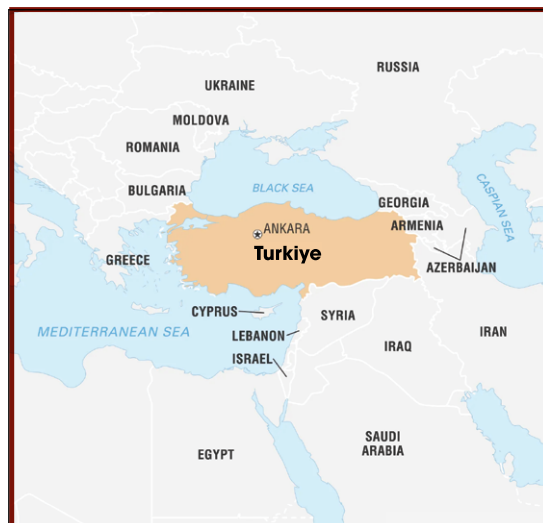 RUSSIA
UKRAINE
MOLDOVA
ROMANIA
CASPIAN SEA
BULGARIA
BLACK SEA
GEORGIA
ARMENIA
ANKARA
Turkiye
GREECE
AZERBAIJAN
CYPRUS
SYRIA
MEDITERRANEAN SEA
LEBANON
IRAN
IRAQ
ISRAEL
EGYPT
SAUDI
ARABIA